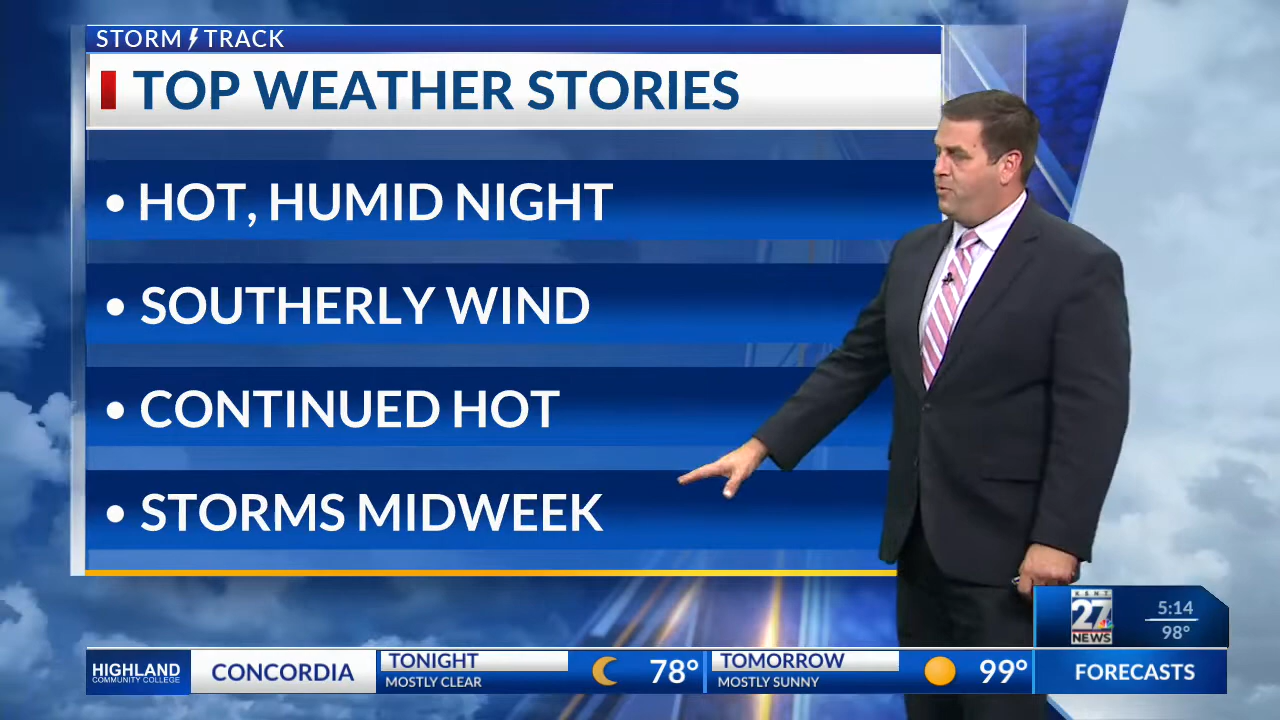 STORM TRACK
TOP WEATHER STORIES
• HOT, HUMID NIGHT
• SOUTHERLY WIND
• CONTINUED HOT
• STORMS MIDWEEK
KSNT
27
NEWS
5:14
98°
HIGHLAND
COMMUNITY COLLEGE
CONCORDIA
TONIGHT
MOSTLY CLEAR
78°
TOMORROW
MOSTLY SUNNY
99°
FORECASTS